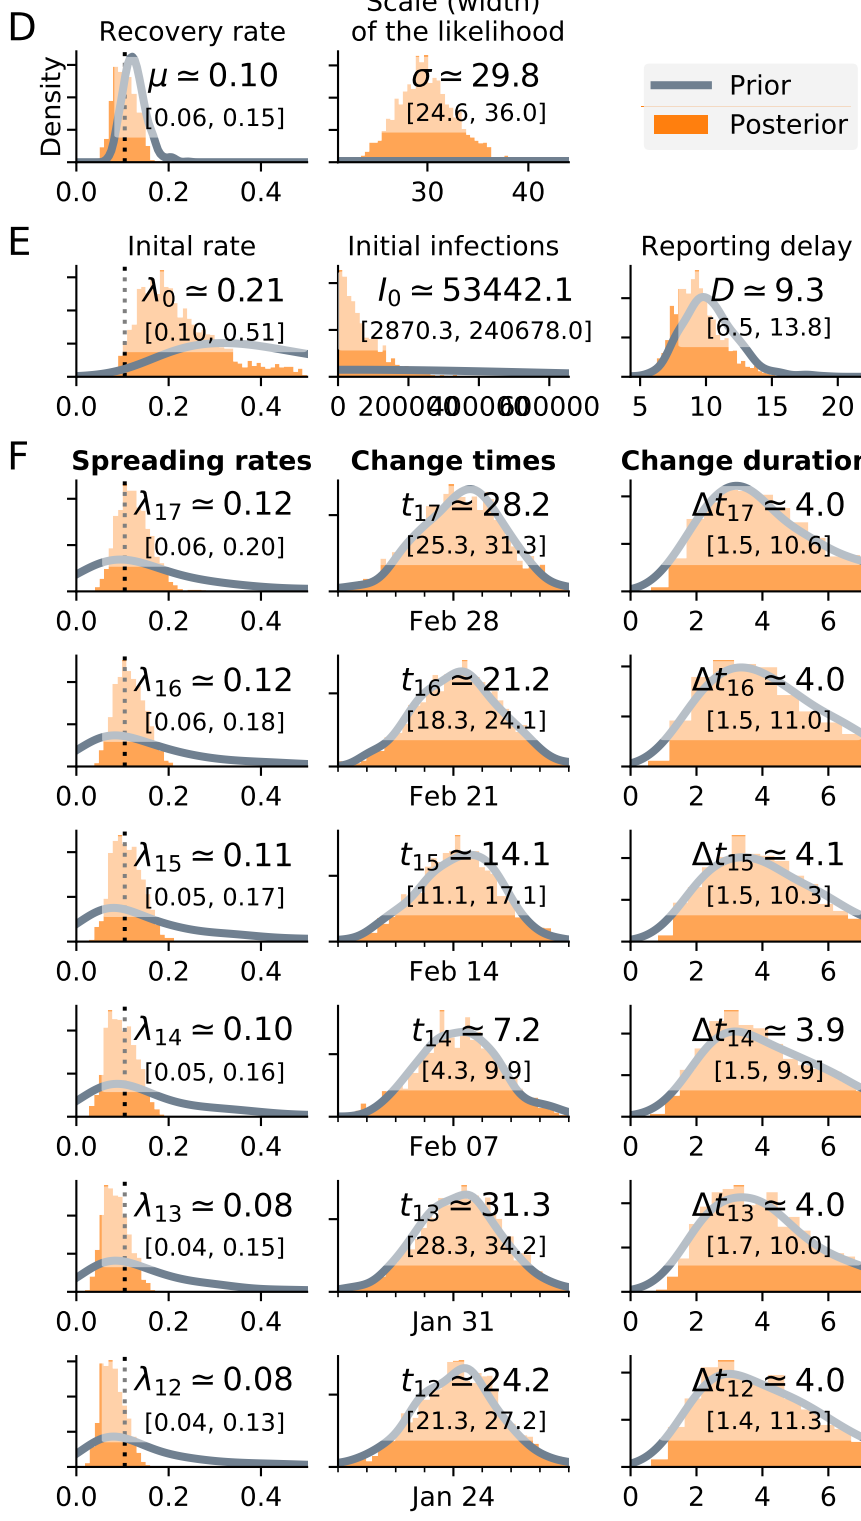 D
Recovery rate
Scale (width)
of the likelihood
Density
μ ≃ 0.10
[0.06, 0.15]
σ ≃ 29.8
[24.6, 36.0]
Prior
Posterior
0.0 0.2 0.4
30 40
E
Inital rate
Initial infections
Reporting delay
λ0 ≃ 0.21
[0.10, 0.51]
I0 ≃ 53442.1
[2870.3, 240678.0]
D ≃ 9.3
[6.5, 13.8]
0.0 0.2 0.4
0 200000 400000 600000
5 10 15 20
F
Spreading rates
Change times
Change duration
λ17 ≃ 0.12
[0.06, 0.20]
t17 ≃ 28.2
[25.3, 31.3]
Δt17 ≃ 4.0
[1.5, 10.6]
0.0 0.2 0.4
Feb 28
0 2 4 6
λ16 ≃ 0.12
[0.06, 0.18]
t16 ≃ 21.2
[18.3, 24.1]
Δt16 ≃ 4.0
[1.5, 11.0]
0.0 0.2 0.4
Feb 21
0 2 4 6
λ15 ≃ 0.11
[0.05, 0.17]
t15 ≃ 14.1
[11.1, 17.1]
Δt15 ≃ 4.1
[1.5, 10.3]
0.0 0.2 0.4
Feb 14
0 2 4 6
λ14 ≃ 0.10
[0.05, 0.16]
t14 ≃ 7.2
[4.3, 9.9]
Δt14 ≃ 3.9
[1.5, 9.9]
0.0 0.2 0.4
Feb 07
0 2 4 6
λ13 ≃ 0.08
[0.04, 0.15]
t13 ≃ 31.3
[28.3, 34.2]
Δt13 ≃ 4.0
[1.7, 10.0]
0.0 0.2 0.4
Jan 31
0 2 4 6
λ12 ≃ 0.08
[0.04, 0.13]
t12 ≃ 24.2
[21.3, 27.2]
Δt12 ≃ 4.0
[1.4, 11.3]
0.0 0.2 0.4
Jan 24
0 2 4 6